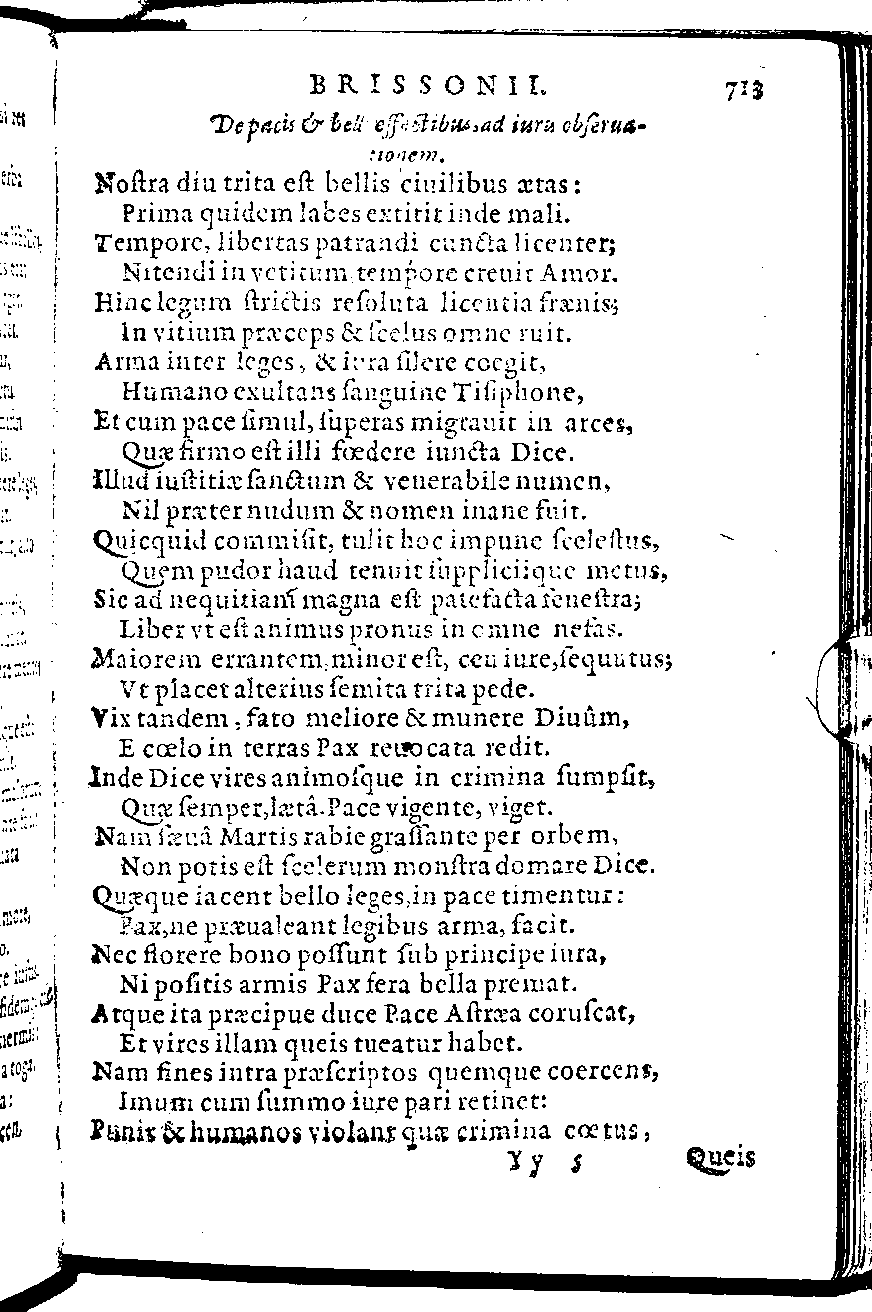 BRISSONII. 713
De pacis & belli effectibus, ad iura obserua-
tionem.
Noſtra diu trita eſt bellis ciuilibus ætas:
Prima quidem labes extitit inde mali.
Tempore, libertas patrandi cuncta licenter;
Nitendi in vetitum tempore creuit Amor.
Hinc legum ſtrictis reſoluta licentia frænis;
In vitium præceps & ſcelus omne ruit.
Arma inter leges, & iura ſilere coegit,
Humano exultans ſanguine Tiſiphone,
Et cum pace ſimul, ſuperas migrauit in arces,
Quæ firmo eſt illi fœdere iuncta Dice.
Illud iuſtitiæ ſanctum & venerabile numen,
Nil præter nudum & nomen inane fuit.
Quicquid commiſit, tulit hoc impune ſceleſtus,
Quem pudor haud tenuit ſuppliciique metus,
Sic ad nequitiam magna eſt patefacta feneſtra;
Liber vt eſt animus pronus in omne nefas.
Maiorem errantem, minor eſt, ceu iure, ſequutus;
Vt placet alterius ſemita trita pede.
Vix tandem, fato meliore & munere Diuûm,
E cœlo in terras Pax reuocata redit.
Inde Dice vires animoſque in crimina ſumpſit,
Quæ ſemper, lætâ Pace vigente, viget.
Nam ſæuâ Martis rabie graſſante per orbem,
Non potis eſt ſcelerum monſtra domare Dice.
Quæque iacent bello leges, in pace timentur:
Pax, ne præualeant legibus arma, facit.
Nec florere bono poſſunt ſub principe iura,
Ni poſitis armis Pax fera bella premat.
Atque ita præcipue duce Pace Aſtræa coruſcat,
Et vires illam queis tueatur habet.
Nam fines intra præſcriptos quemque coercens,
Imum cum ſummo iure pari retinet:
Punit & humanos violant quæ crimina cœtus,
Yy 5 Queis